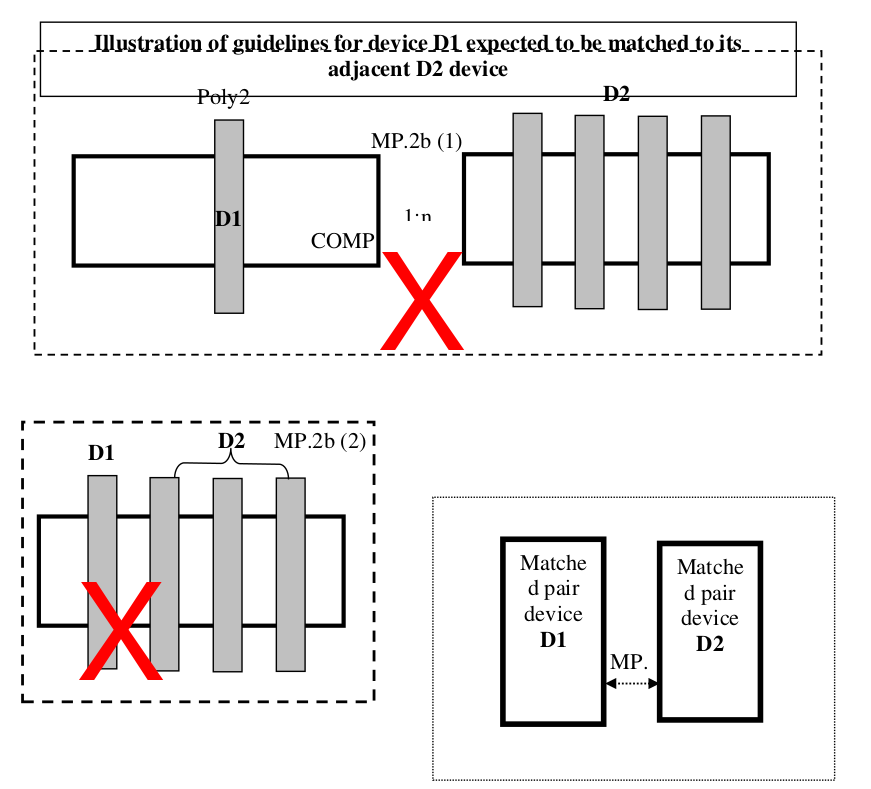 Illustration of guidelines for device D1 expected to be matched to its
adjacent D2 device
Poly2
D2
MP.2b (1)
D1
1:n
COMP
D1
D2
MP.2b (2)
Matche
d pair
device
D1
MP.
Matche
d pair
device
D2